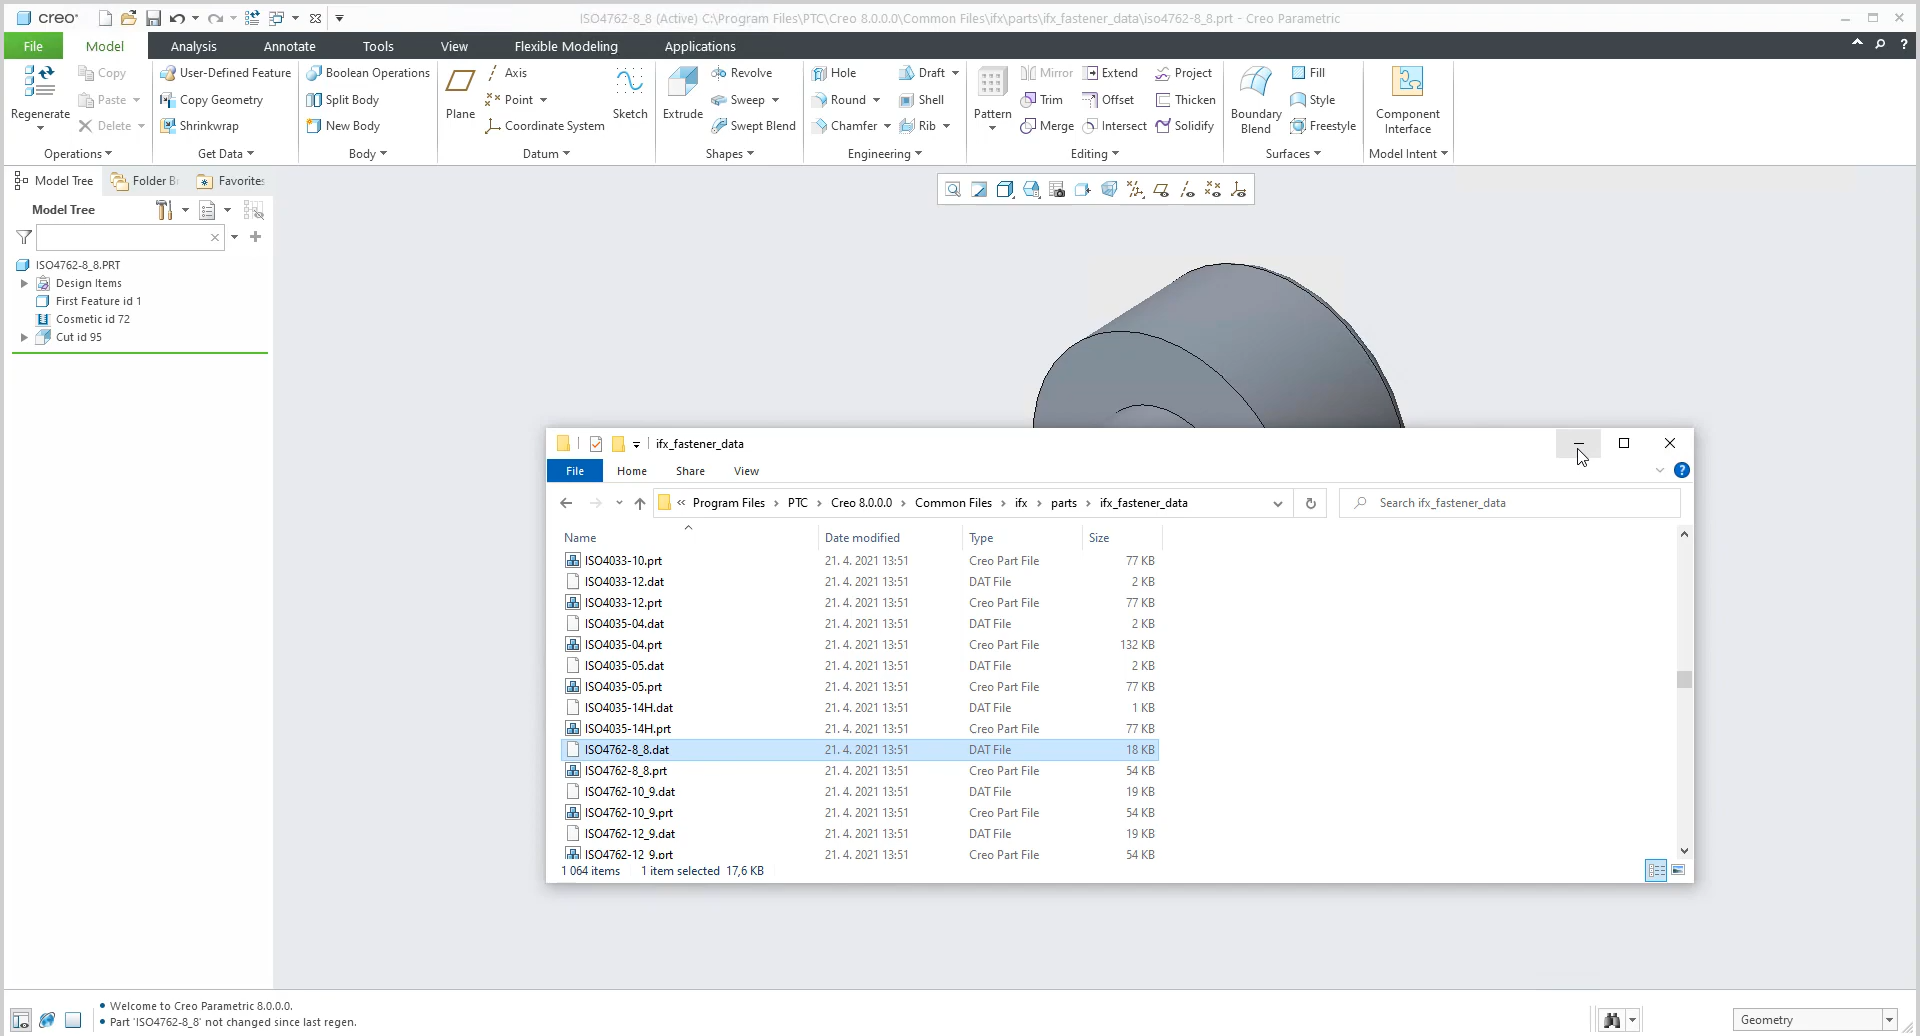 creo®
ISO4762-8_8 (Active) C:\Program Files\PTC\Creo 8.0.0.0\Common Files\ifx\parts\ifx_fastener_data\iso4762-8_8.prt - Creo Parametric
File Model Analysis Annotate Tools View Flexible Modeling Applications
Regenerate
Copy
Paste
Delete
Operations
User-Defined Feature
Copy Geometry
Shrinkwrap
Get Data
Boolean Operations
Split Body
New Body
Body
Plane
Axis
Point
Coordinate System
Sketch
Datum
Extrude
Revolve
Sweep
Swept Blend
Shapes
Hole
Round
Chamfer
Draft
Shell
Rib
Engineering
Pattern
Mirror
Trim
Merge
Extend
Offset
Intersect
Project
Thicken
Solidify
Editing
Boundary
Blend
Fill
Style
Freestyle
Surfaces
Component
Interface
Model Intent
Model Tree Folder B Favorites
Model Tree
ISO4762-8_8.PRT
Design Items
First Feature id 1
Cosmetic id 72
Cut id 95
ifx_fastener_data
File Home Share View
« Program Files › PTC › Creo 8.0.0.0 › Common Files › ifx › parts › ifx_fastener_data
Search ifx_fastener_data
Name Date modified Type Size
ISO4033-10.prt 21. 4. 2021 13:51 Creo Part File 77 KB
ISO4033-12.dat 21. 4. 2021 13:51 DAT File 2 KB
ISO4033-12.prt 21. 4. 2021 13:51 Creo Part File 77 KB
ISO4035-04.dat 21. 4. 2021 13:51 DAT File 2 KB
ISO4035-04.prt 21. 4. 2021 13:51 Creo Part File 132 KB
ISO4035-05.dat 21. 4. 2021 13:51 DAT File 2 KB
ISO4035-05.prt 21. 4. 2021 13:51 Creo Part File 77 KB
ISO4035-14H.dat 21. 4. 2021 13:51 DAT File 1 KB
ISO4035-14H.prt 21. 4. 2021 13:51 Creo Part File 77 KB
ISO4762-8_8.dat 21. 4. 2021 13:51 DAT File 18 KB
ISO4762-8_8.prt 21. 4. 2021 13:51 Creo Part File 54 KB
ISO4762-10_9.dat 21. 4. 2021 13:51 DAT File 19 KB
ISO4762-10_9.prt 21. 4. 2021 13:51 Creo Part File 54 KB
ISO4762-12_9.dat 21. 4. 2021 13:51 DAT File 19 KB
ISO4762-12_9.prt 21. 4. 2021 13:51 Creo Part File 54 KB
1 064 items 1 item selected 17,6 KB
• Welcome to Creo Parametric 8.0.0.0.
• Part 'ISO4762-8_8' not changed since last regen.
Geometry